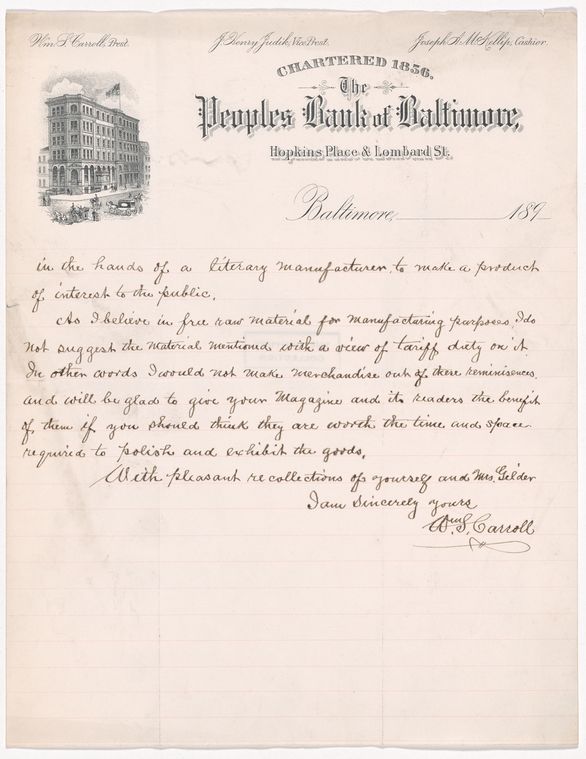 Wm S. Carroll, Prest. J. Henry Judik, Vice Prest. Joseph R. McKellip, Cashier.
CHARTERED 1856.
The
Peoples Bank of Baltimore,
Hopkins Place & Lombard St.
Baltimore, 189
in the hands of a literary manufacturer, to make a product
of interest to the public.
As I believe in free raw material for manufacturing purposes, I do
not suggest the material mentioned with a view of tariff duty on it.
In other words I would not make merchandise out of these reminisences,
and will be glad to give your Magazine and its readers the benefit
of them if you should think they are worth the time and space
required to polish and exhibit the goods.
With pleasant recollections of yourself and Mrs. Gilder
I am Sincerely yours
Wm S. Carroll